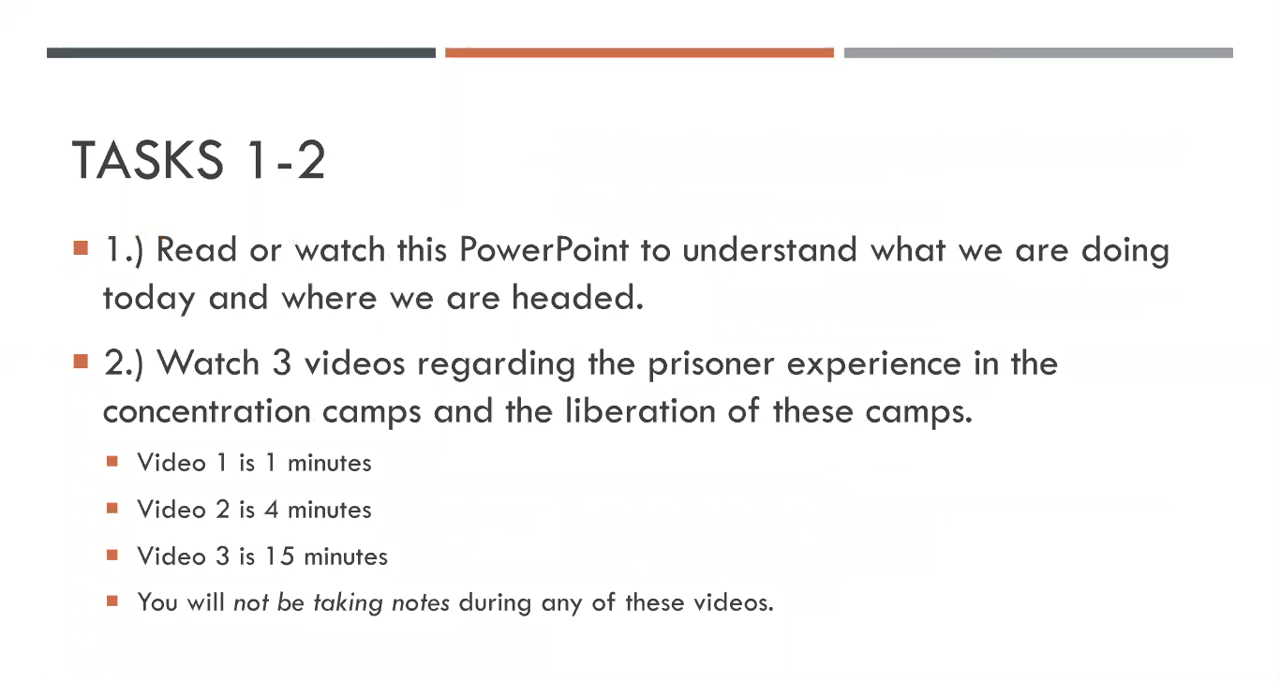 TASKS 1-2
1.) Read or watch this PowerPoint to understand what we are doing
today and where we are headed.
2.) Watch 3 videos regarding the prisoner experience in the
concentration camps and the liberation of these camps.
Video 1 is 1 minutes
Video 2 is 4 minutes
Video 3 is 15 minutes
You will not be taking notes during any of these videos.